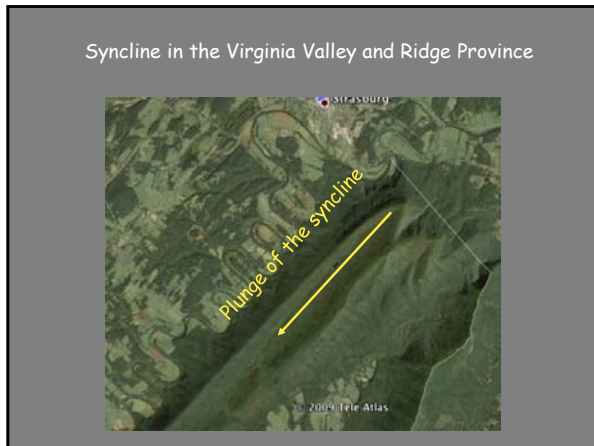 Syncline in the Virginia Valley and Ridge Province
Strasburg
Plunge of the syncline
© 2009 Tele Atlas